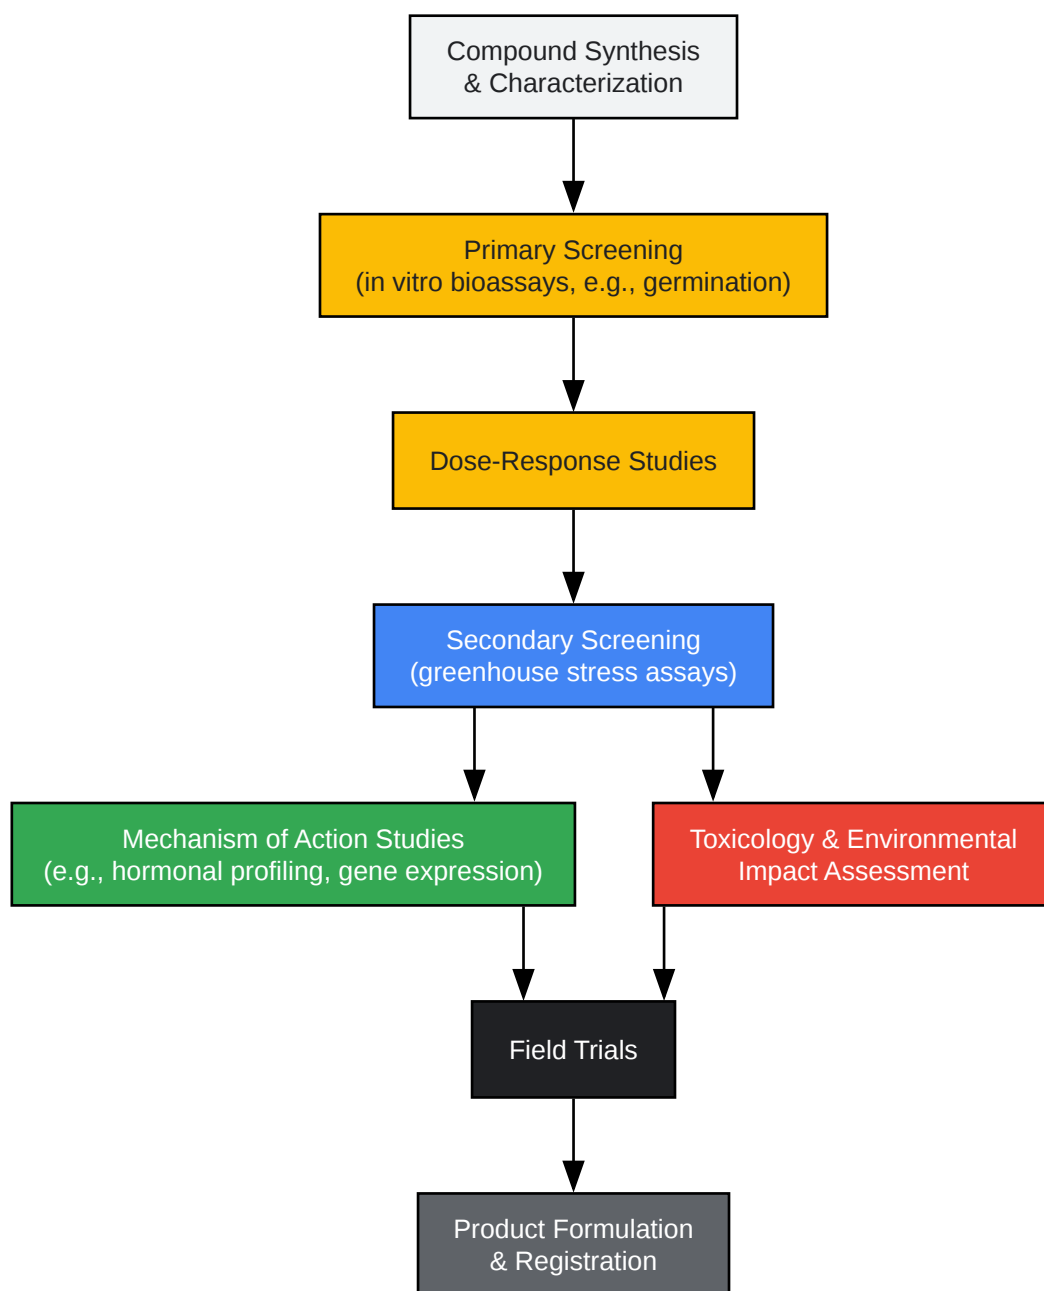 Compound Synthesis
& Characterization
Primary Screening
(in vitro bioassays, e.g., germination)
Dose-Response Studies
Secondary Screening
(greenhouse stress assays)
Mechanism of Action Studies
(e.g., hormonal profiling, gene expression)
Toxicology & Environmental
Impact Assessment
Field Trials
Product Formulation
& Registration